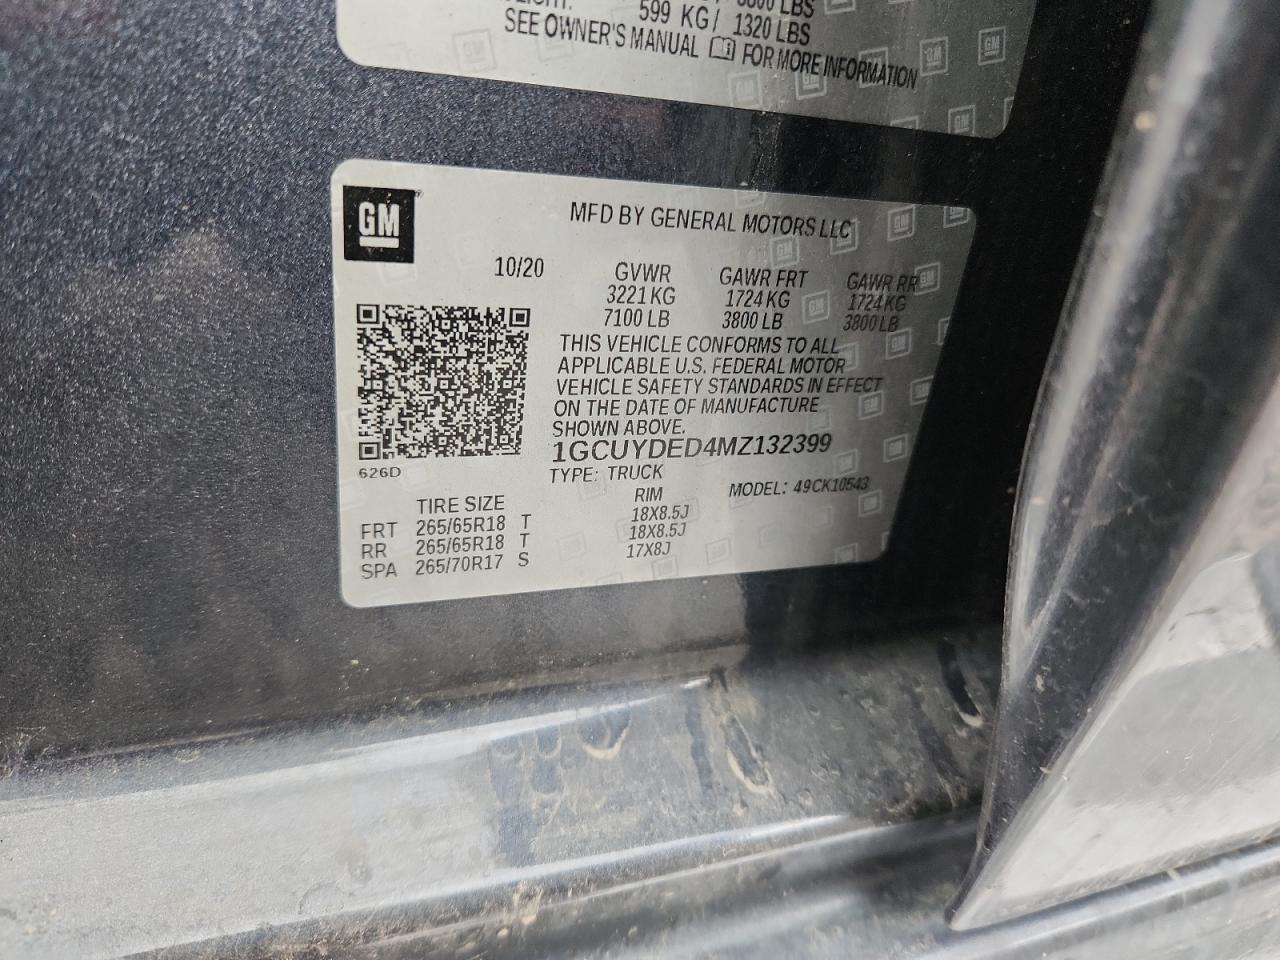 599 KG / 1320 LBS
SEE OWNER'S MANUAL FOR MORE INFORMATION
GM
MFD BY GENERAL MOTORS LLC
10/20
GVWR GAWR FRT GAWR RR
3221 KG 1724 KG 1724 KG
7100 LB 3800 LB 3800 LB
THIS VEHICLE CONFORMS TO ALL
APPLICABLE U.S. FEDERAL MOTOR
VEHICLE SAFETY STANDARDS IN EFFECT
ON THE DATE OF MANUFACTURE
SHOWN ABOVE.
1GCUYDED4MZ132399
626D
TYPE: TRUCK
MODEL: 49CK10543
TIRE SIZE RIM
FRT 265/65R18 T 18X8.5J
RR 265/65R18 T 18X8.5J
SPA 265/70R17 S 17X8J